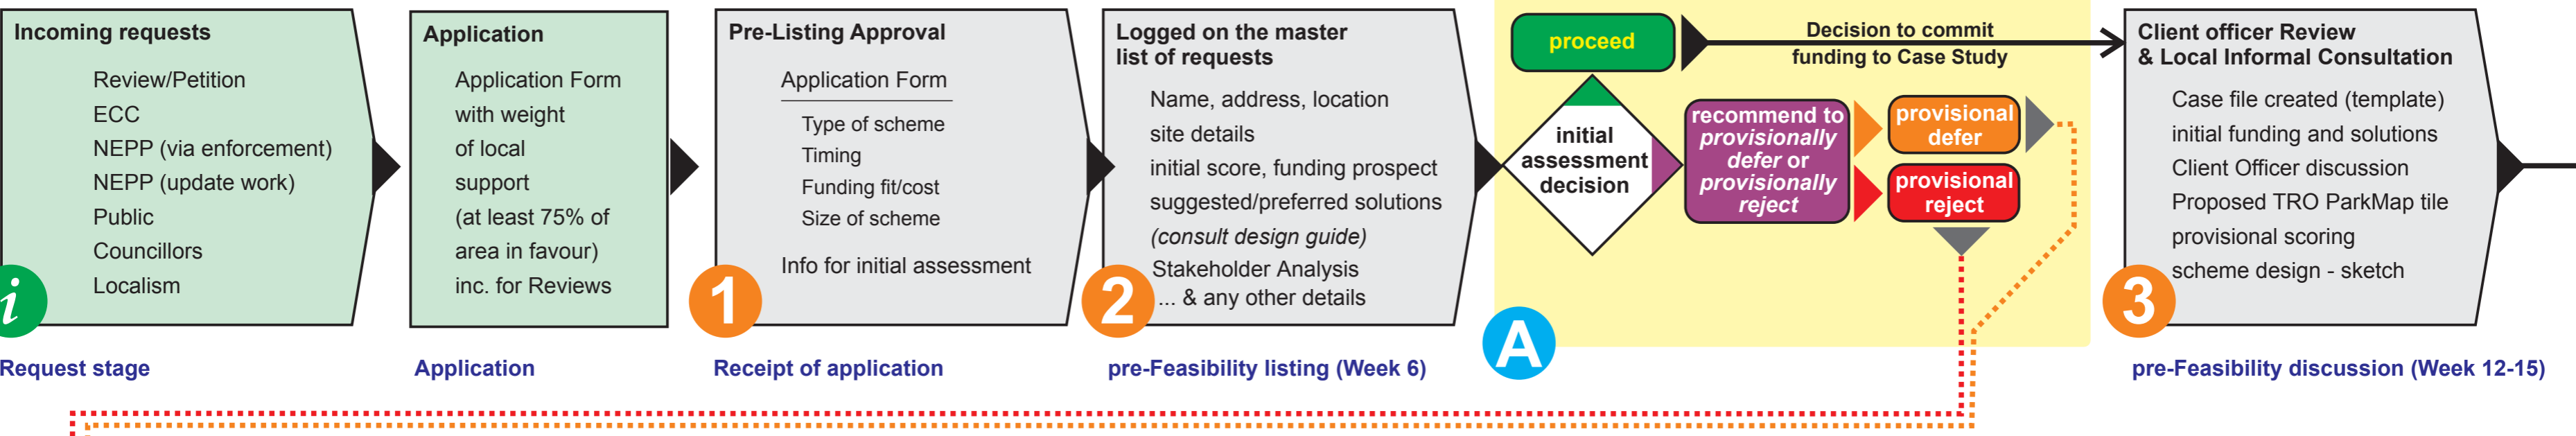 Incoming requests
Review/Petition
ECC
NEPP (via enforcement)
NEPP (update work)
Public
Councillors
Localism
i
Request stage
Application
Application Form
with weight
of local
support
(at least 75% of
area in favour)
inc. for Reviews
Application
Pre-Listing Approval
Application Form
Type of scheme
Timing
Funding fit/cost
Size of scheme
Info for initial assessment
1
Receipt of application
Logged on the master
list of requests
Name, address, location
site details
initial score, funding prospect
suggested/preferred solutions
(consult design guide)
Stakeholder Analysis
... & any other details
2
pre-Feasibility listing (Week 6)
proceed
Decision to commit
funding to Case Study
initial
assessment
decision
recommend to
provisionally
defer or
provisionally
reject
provisional
defer
provisional
reject
A
Client officer Review
& Local Informal Consultation
Case file created (template)
initial funding and solutions
Client Officer discussion
Proposed TRO ParkMap tile
provisional scoring
scheme design - sketch
3
pre-Feasibility discussion (Week 12-15)